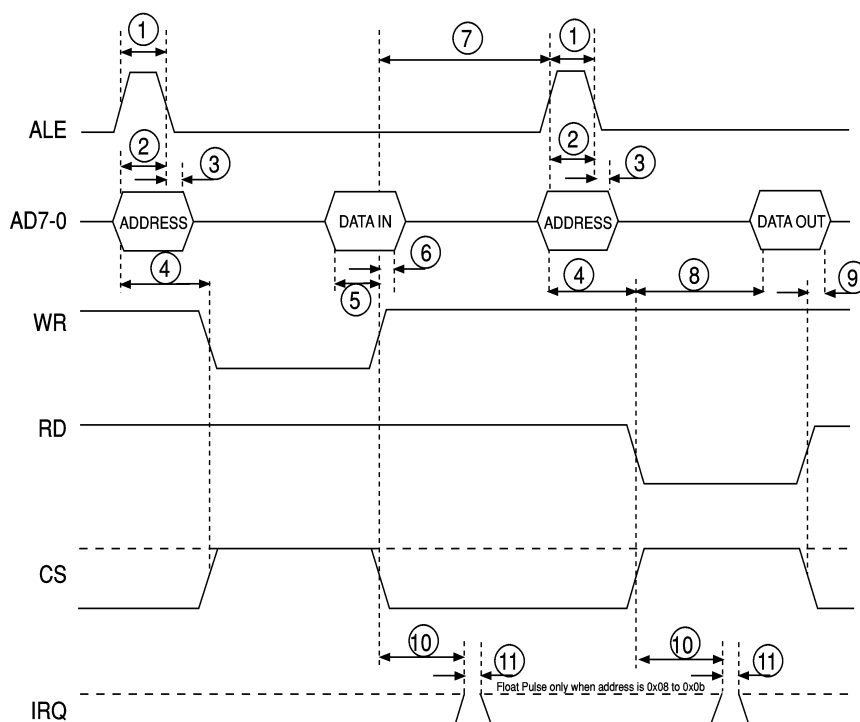 1 7 1
ALE
2 3 2 3
AD7-0 ADDRESS DATA IN ADDRESS DATA OUT
4 5 6 4 8 9
WR
RD
CS
10 11 10 11
Float Pulse only when address is 0x08 to 0x0b
IRQ